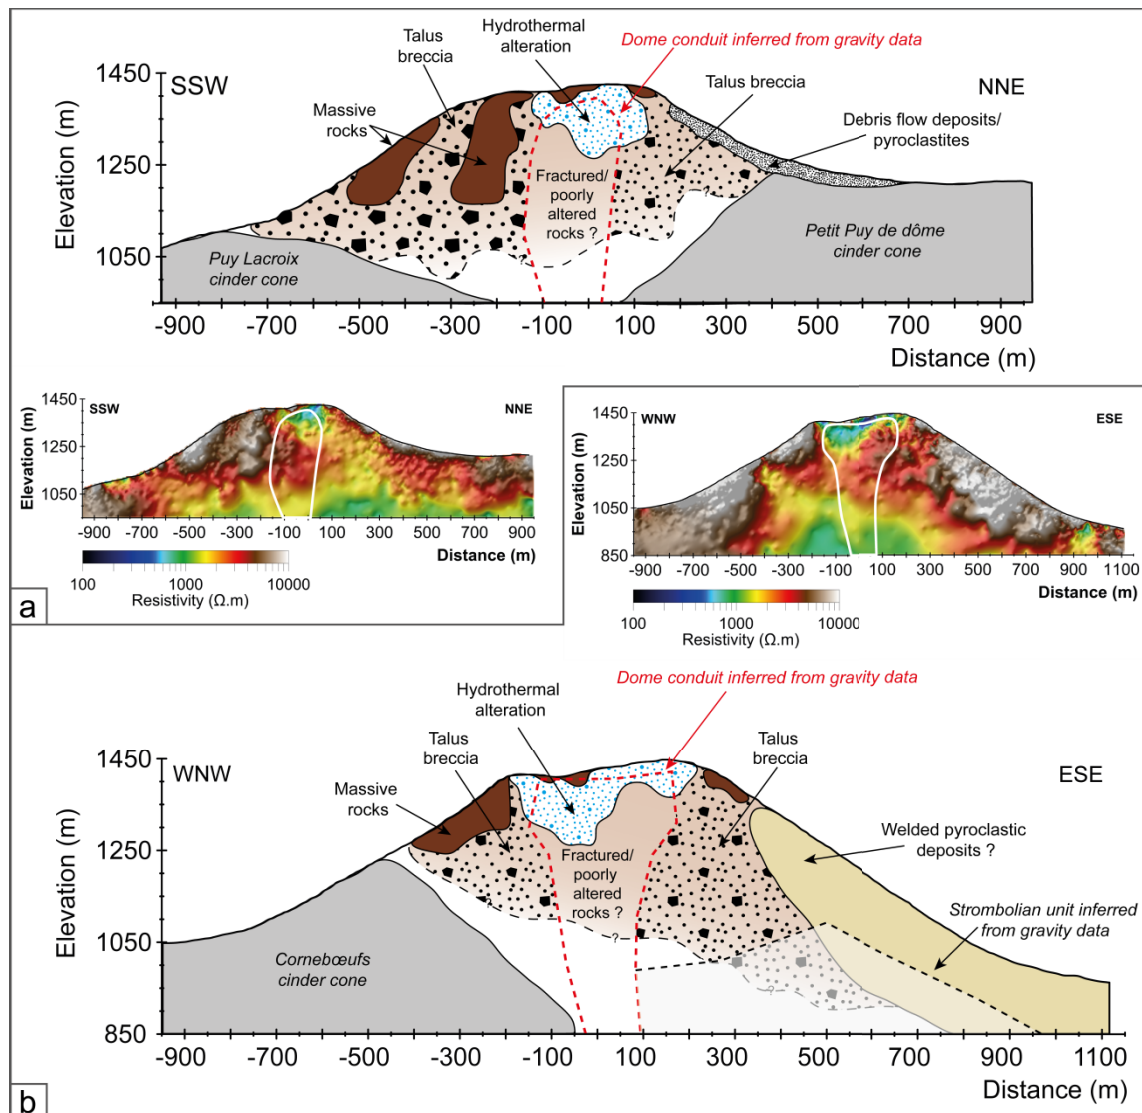 Hydrothermal
alteration
Dome conduit inferred from gravity data
Talus
breccia
1450
SSW
Talus breccia
NNE
Massive
rocks
Debris flow deposits/
pyroclastites
Elevation (m)
1250
Fractured/
poorly
altered
rocks ?
?
1050
Puy Lacroix
cinder cone
?
Petit Puy de dôme
cinder cone
-900 -700 -500 -300 -100 100 300 500 700 900
Distance (m)
Elevation (m)
1450
1250
1050
SSW
NNE
-900 -700 -500 -300 -100 100 300 500 700 900
Distance (m)
100 1000 10000
Resistivity (Ω.m)
a
WNW
ESE
Elevation (m)
1450
1250
1050
850
-900 -700 -500 -300 -100 100 300 500 700 900 1100
Distance (m)
100 1000 10000
Resistivity (Ω.m)
Dome conduit inferred from gravity data
Hydrothermal
alteration
Talus
breccia
Talus
breccia
1450
WNW
ESE
Massive
rocks
Welded pyroclastic
deposits ?
Elevation (m)
1250
Fractured/
poorly
altered
rocks ?
?
Strombolian unit inferred
from gravity data
1050
Cornebœufs
cinder cone
?
850
-900 -700 -500 -300 -100 100 300 500 700 900 1100
Distance (m)
b